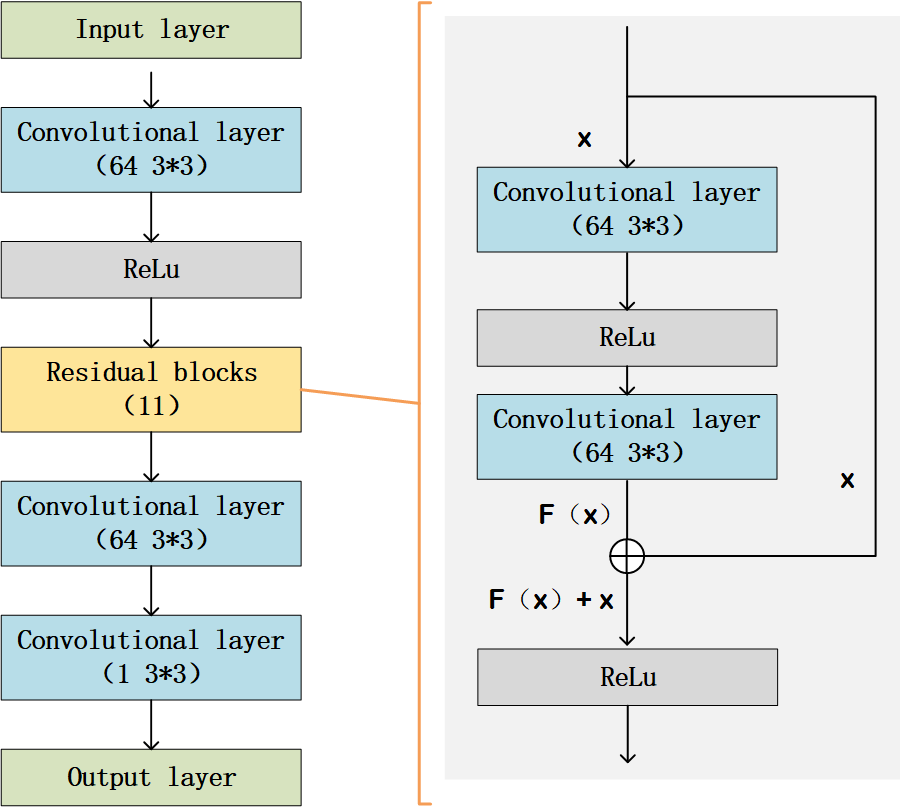 Input layer
Convolutional layer
(64 3*3)
ReLu
Residual blocks
(11)
Convolutional layer
(64 3*3)
Convolutional layer
(1 3*3)
Output layer
x
Convolutional layer
(64 3*3)
ReLu
Convolutional layer
(64 3*3)
x
F（x）
F（x）+ x
ReLu